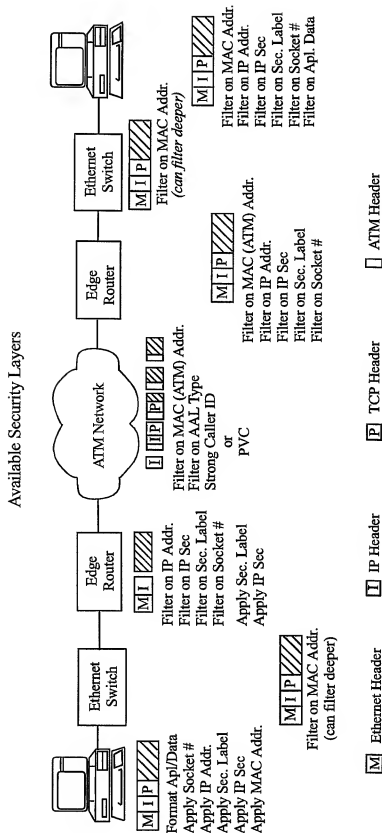 Available Security Layers
Ethernet
Switch
Edge
Router
ATM Network
Edge
Router
Ethernet
Switch
M I P
Format Apl/Data
Apply Socket #
Apply IP Addr.
Apply Sec. Label
Apply IP Sec
Apply MAC Addr.
M I P
Filter on MAC Addr.
(can filter deeper)
M I
Filter on IP Addr.
Filter on IP Sec
Filter on Sec. Label
Filter on Socket #
Apply Sec. Label
Apply IP Sec
I I P P
Filter on MAC (ATM) Addr.
Filter on AAL Type
Strong Caller ID
or
PVC
M I P
Filter on MAC (ATM) Addr.
Filter on IP Addr.
Filter on IP Sec
Filter on Sec. Label
Filter on Socket #
M I P
Filter on MAC Addr.
(can filter deeper)
M I P
Filter on MAC Addr.
Filter on IP Addr.
Filter on IP Sec
Filter on Sec. Label
Filter on Socket #
Filter on Apl. Data
M Ethernet Header
I IP Header
P TCP Header
ATM Header